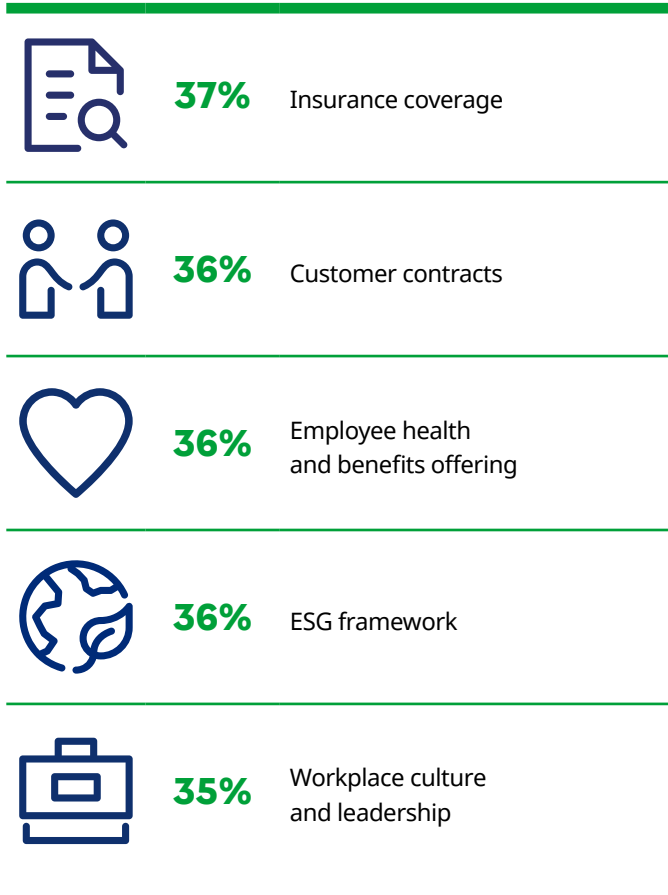 37% Insurance coverage
36% Customer contracts
36% Employee health
and benefits offering
36% ESG framework
35% Workplace culture
and leadership